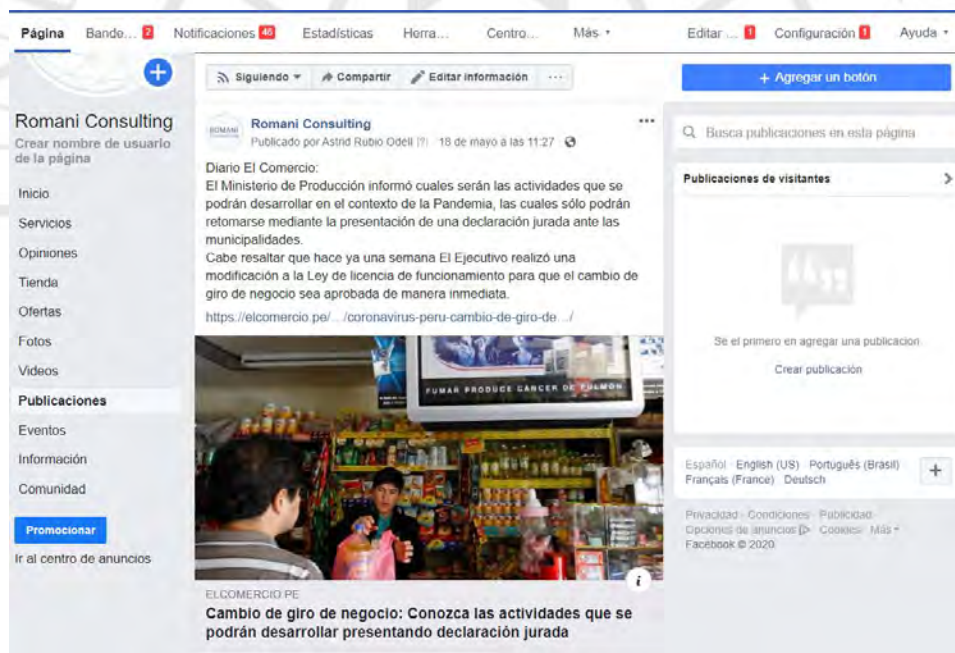 Página Bande... 2 Notificaciones 46 Estadísticas Herra... Centro... Más Editar ... 1 Configuración 1 Ayuda
Siguiendo Compartir Editar información ...
+ Agregar un botón
Romani Consulting
Crear nombre de usuario
de la página
Inicio
Servicios
Opiniones
Tienda
Ofertas
Fotos
Videos
Publicaciones
Eventos
Información
Comunidad
Promocionar
Ir al centro de anuncios
ROMANI
Romani Consulting
Publicado por Astrid Rubio Odell [?] · 18 de mayo a las 11:27
Diario El Comercio:
El Ministerio de Producción informó cuales serán las actividades que se
podrán desarrollar en el contexto de la Pandemia, las cuales sólo podrán
retomarse mediante la presentación de una declaración jurada ante las
municipalidades.
Cabe resaltar que hace ya una semana El Ejecutivo realizó una
modificación a la Ley de licencia de funcionamiento para que el cambio de
giro de negocio sea aprobada de manera inmediata.
https://elcomercio.pe/.../coronavirus-peru-cambio-de-giro-de.../
FUMAR PRODUCE CANCER DE PULMON
ELCOMERCIO.PE
Cambio de giro de negocio: Conozca las actividades que se
podrán desarrollar presentando declaración jurada
Busca publicaciones en esta página
Publicaciones de visitantes
Se el primero en agregar una publicación
Crear publicación
Español · English (US) · Português (Brasil) ·
Français (France) · Deutsch
Privacidad · Condiciones · Publicidad ·
Opciones de anuncios · Cookies · Más
Facebook © 2020